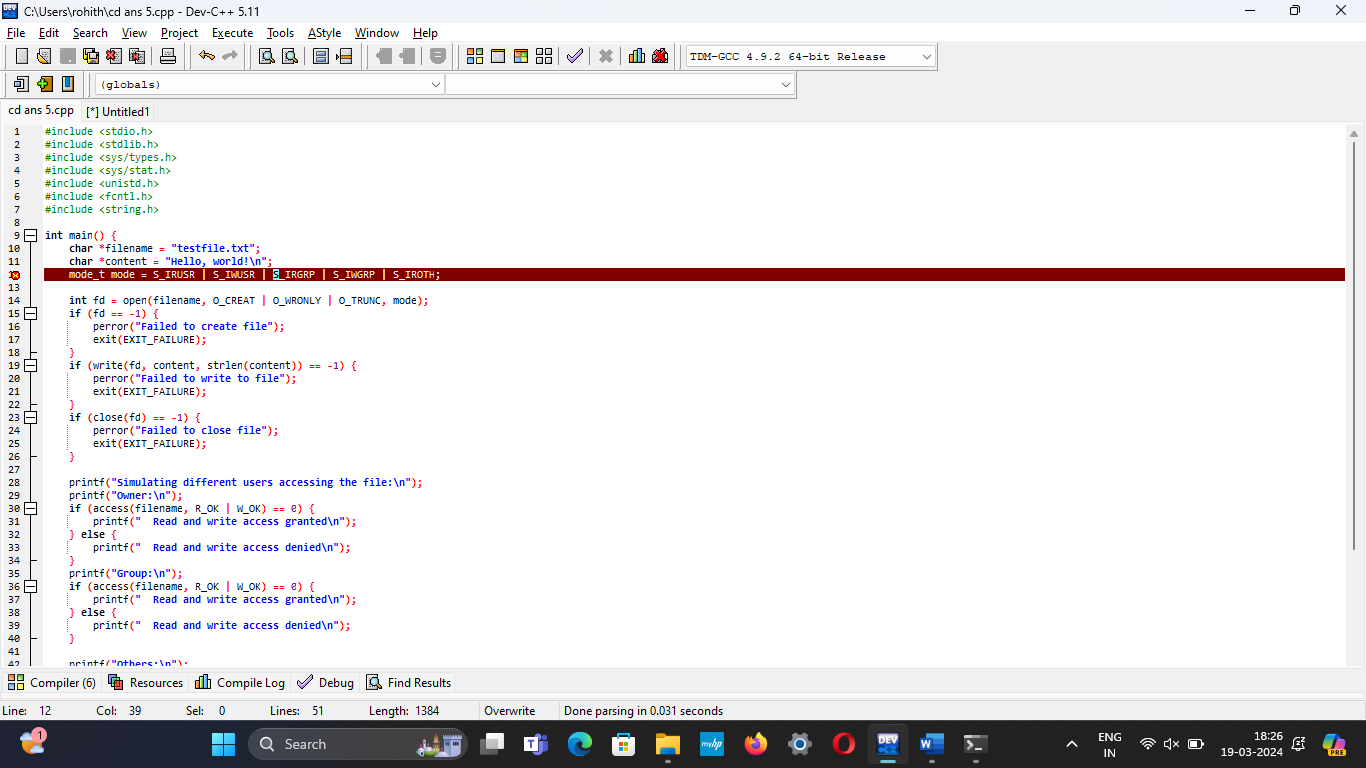 C:\Users\rohith\cd ans 5.cpp - Dev-C++ 5.11
File Edit Search View Project Execute Tools AStyle Window Help
TDM-GCC 4.9.2 64-bit Release
(globals)
cd ans 5.cpp [*] Untitled1
1 #include <stdio.h>
2 #include <stdlib.h>
3 #include <sys/types.h>
4 #include <sys/stat.h>
5 #include <unistd.h>
6 #include <fcntl.h>
7 #include <string.h>
8
9 int main() {
10 char *filename = "testfile.txt";
11 char *content = "Hello, world!\n";
mode_t mode = S_IRUSR | S_IWUSR | S_IRGRP | S_IWGRP | S_IROTH;
13
14 int fd = open(filename, O_CREAT | O_WRONLY | O_TRUNC, mode);
15 if (fd == -1) {
16 perror("Failed to create file");
17 exit(EXIT_FAILURE);
18 }
19 if (write(fd, content, strlen(content)) == -1) {
20 perror("Failed to write to file");
21 exit(EXIT_FAILURE);
22 }
23 if (close(fd) == -1) {
24 perror("Failed to close file");
25 exit(EXIT_FAILURE);
26 }
27
28 printf("Simulating different users accessing the file:\n");
29 printf("Owner:\n");
30 if (access(filename, R_OK | W_OK) == 0) {
31 printf("  Read and write access granted\n");
32 } else {
33 printf("  Read and write access denied\n");
34 }
35 printf("Group:\n");
36 if (access(filename, R_OK | W_OK) == 0) {
37 printf("  Read and write access granted\n");
38 } else {
39 printf("  Read and write access denied\n");
40 }
41
42 printf("Others:\n");
Compiler (6) Resources Compile Log Debug Find Results
Line: 12 Col: 39 Sel: 0 Lines: 51 Length: 1384 Overwrite Done parsing in 0.031 seconds
1 Search myhp DEV ENG IN 18:26 19-03-2024 PRE